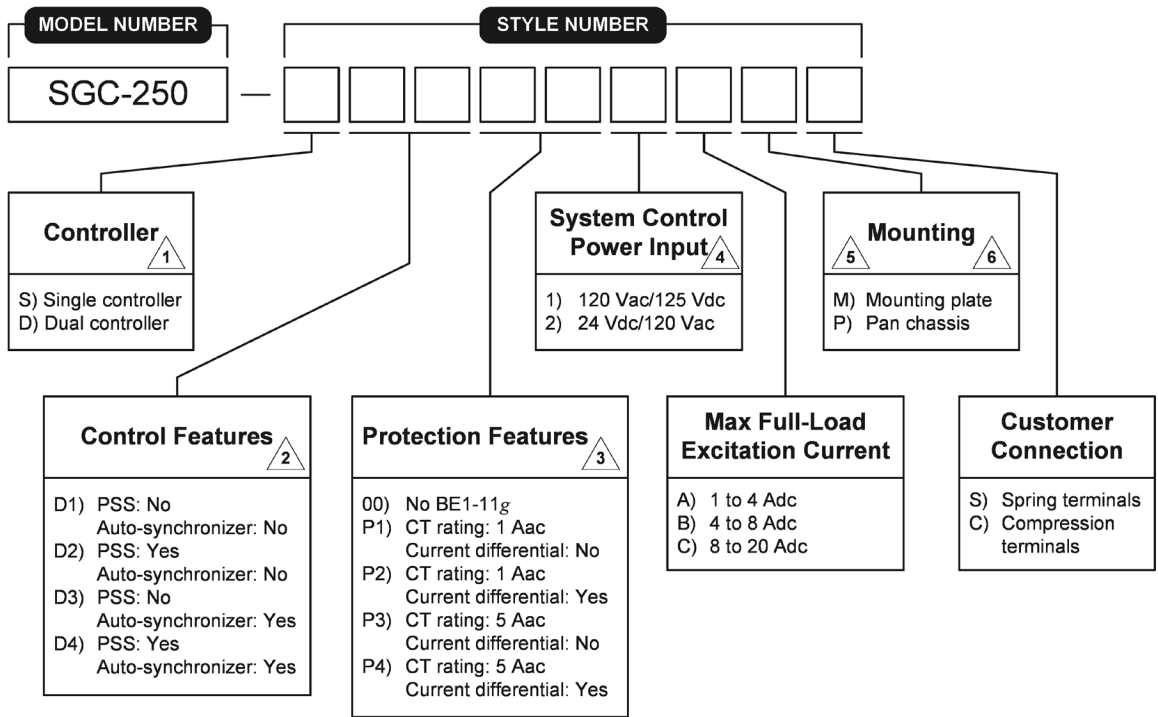 MODEL NUMBER
STYLE NUMBER
SGC-250 —
Controller
1
S) Single controller
D) Dual controller
System Control
Power Input
4
1) 120 Vac/125 Vdc
2) 24 Vdc/120 Vac
Mounting
5
6
M) Mounting plate
P) Pan chassis
Control Features
2
D1) PSS: No
Auto-synchronizer: No
D2) PSS: Yes
Auto-synchronizer: No
D3) PSS: No
Auto-synchronizer: Yes
D4) PSS: Yes
Auto-synchronizer: Yes
Protection Features
3
00) No BE1-11g
P1) CT rating: 1 Aac
Current differential: No
P2) CT rating: 1 Aac
Current differential: Yes
P3) CT rating: 5 Aac
Current differential: No
P4) CT rating: 5 Aac
Current differential: Yes
Max Full-Load
Excitation Current
A) 1 to 4 Adc
B) 4 to 8 Adc
C) 8 to 20 Adc
Customer
Connection
S) Spring terminals
C) Compression
terminals